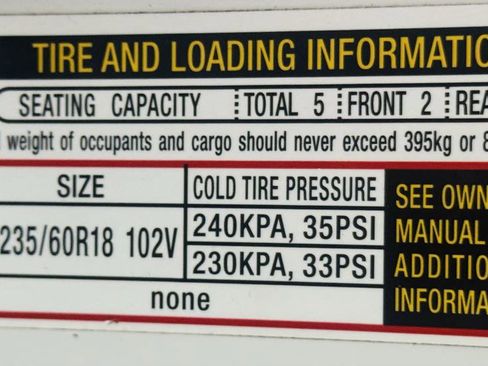 TIRE AND LOADING INFORMATIO
SEATING CAPACITY TOTAL 5 FRONT 2 REA
weight of occupants and cargo should never exceed 395kg or 8
SIZE COLD TIRE PRESSURE SEE OWN
235/60R18 102V 240KPA, 35PSI MANUAL
230KPA, 33PSI ADDITIO
none INFORMA